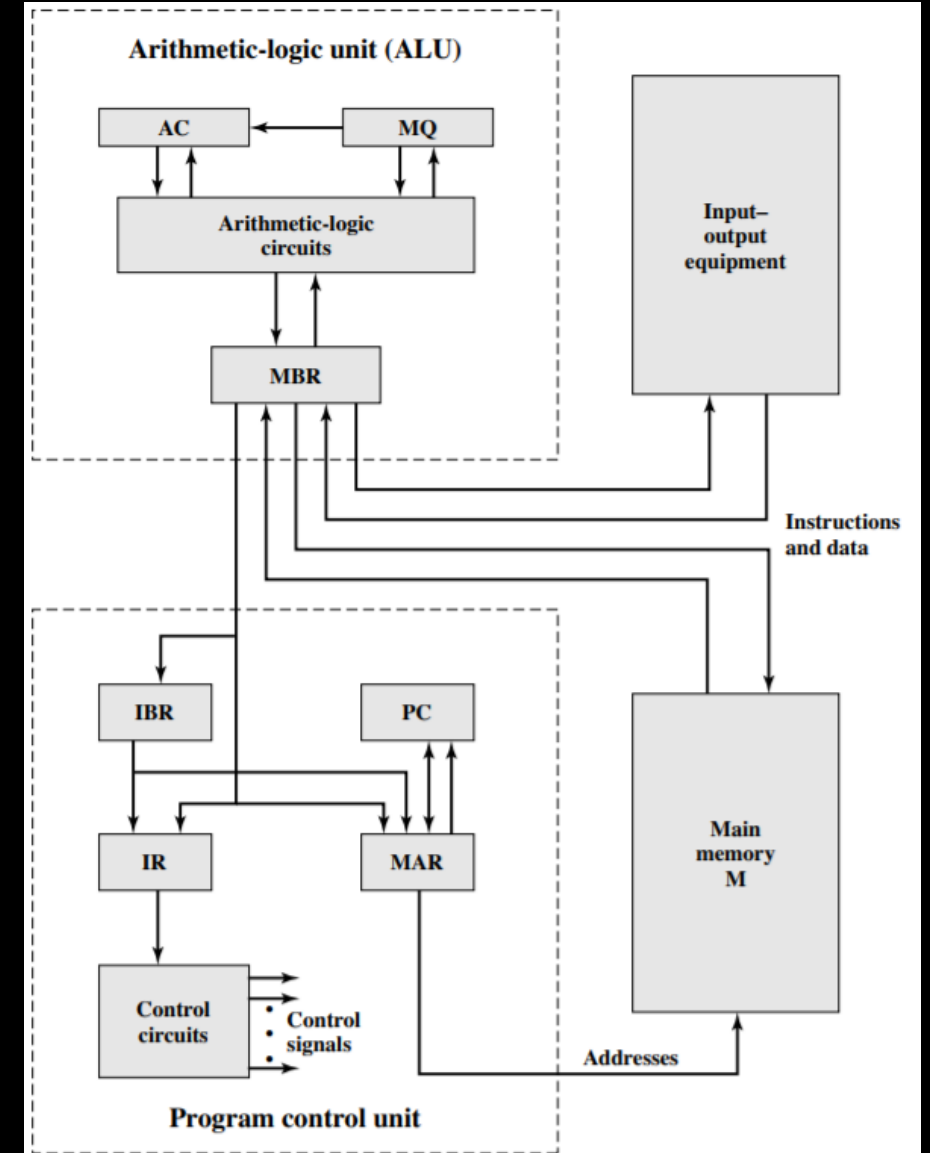 Arithmetic-logic unit (ALU)
AC
MQ
Arithmetic-logic
circuits
Input–
output
equipment
MBR
Instructions
and data
IBR
PC
IR
MAR
Main
memory
M
Control
circuits
Control
signals
Addresses
Program control unit